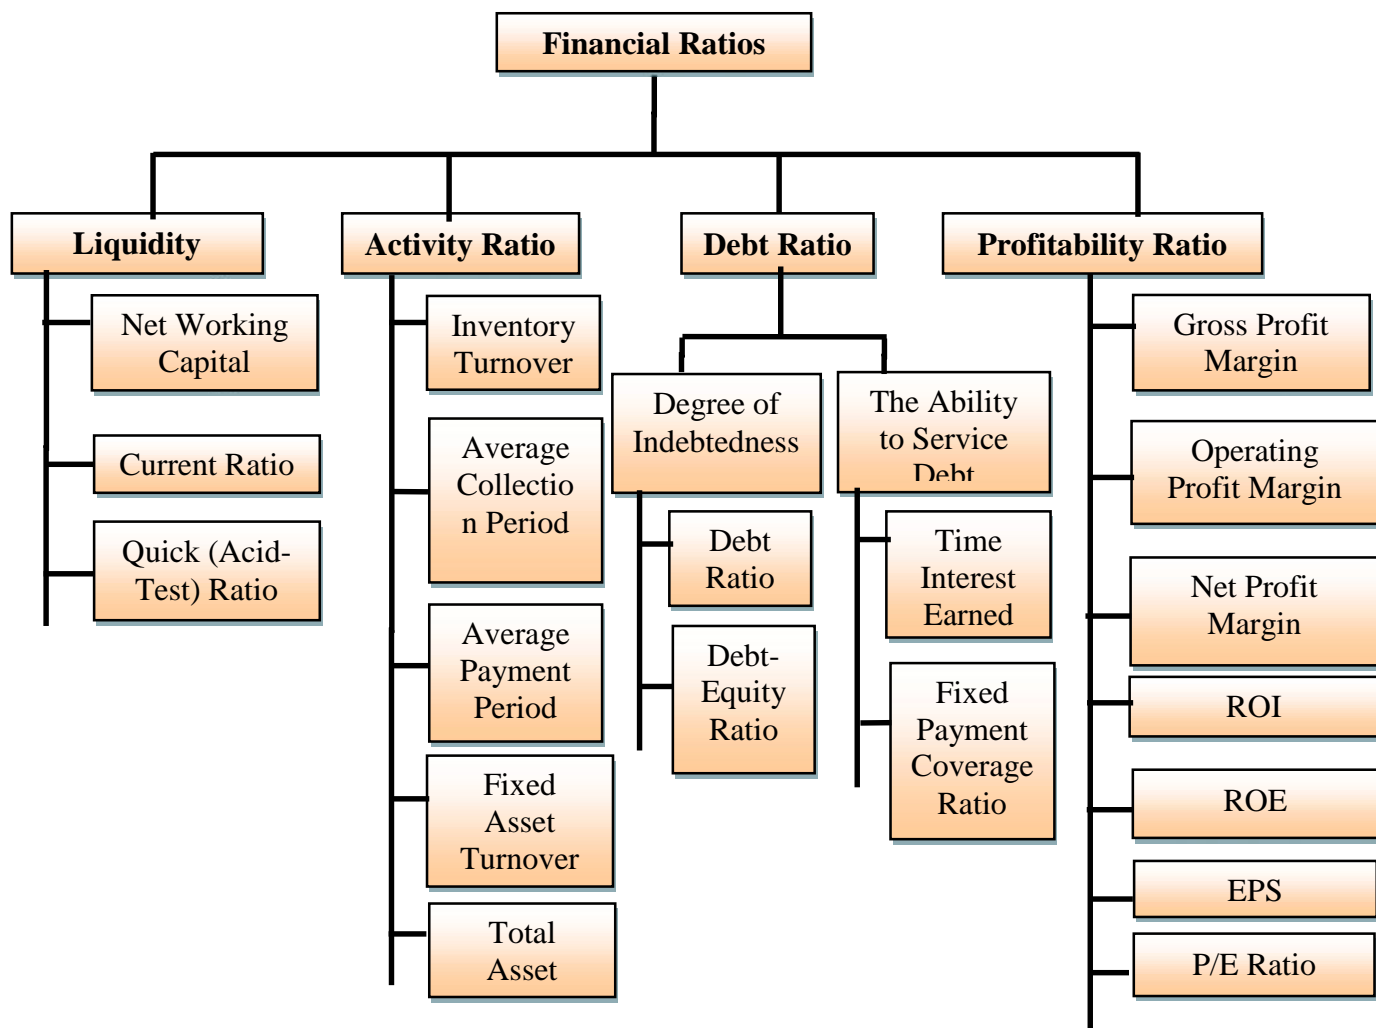 Financial Ratios
Liquidity
Net Working
Capital
Current Ratio
Quick (Acid-
Test) Ratio
Activity Ratio
Inventory
Turnover
Average
Collectio
n Period
Average
Payment
Period
Fixed
Asset
Turnover
Total
Asset
Debt Ratio
Degree of
Indebtedness
Debt
Ratio
Debt-
Equity
Ratio
The Ability
to Service
Debt
Time
Interest
Earned
Fixed
Payment
Coverage
Ratio
Profitability Ratio
Gross Profit
Margin
Operating
Profit Margin
Net Profit
Margin
ROI
ROE
EPS
P/E Ratio